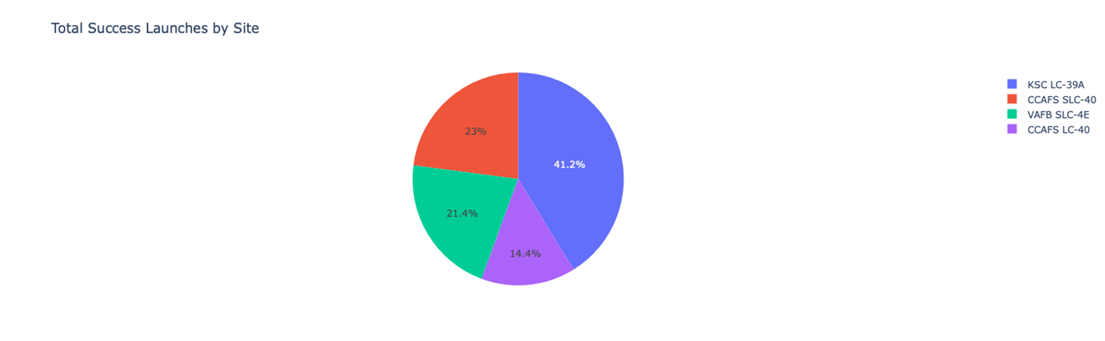 Total Success Launches by Site
KSC LC-39A
CCAFS SLC-40
VAFB SLC-4E
CCAFS LC-40
23%
41.2%
21.4%
14.4%